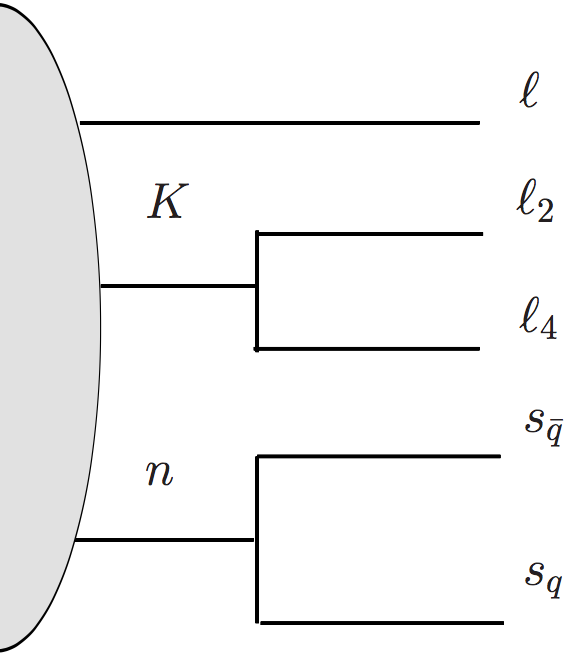 ℓ
K
ℓ₂
ℓ₄
s_q̄
n
s_q